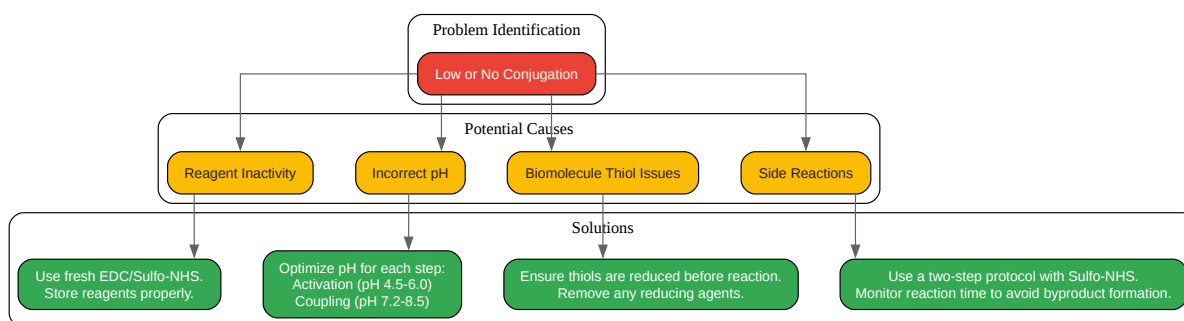 Problem Identification
Low or No Conjugation
Potential Causes
Reagent Inactivity
Incorrect pH
Biomolecule Thiol Issues
Side Reactions
Solutions
Use fresh EDC/Sulfo-NHS.
Store reagents properly.
Optimize pH for each step:
Activation (pH 4.5-6.0)
Coupling (pH 7.2-8.5)
Ensure thiols are reduced before reaction.
Remove any reducing agents.
Use a two-step protocol with Sulfo-NHS.
Monitor reaction time to avoid byproduct formation.